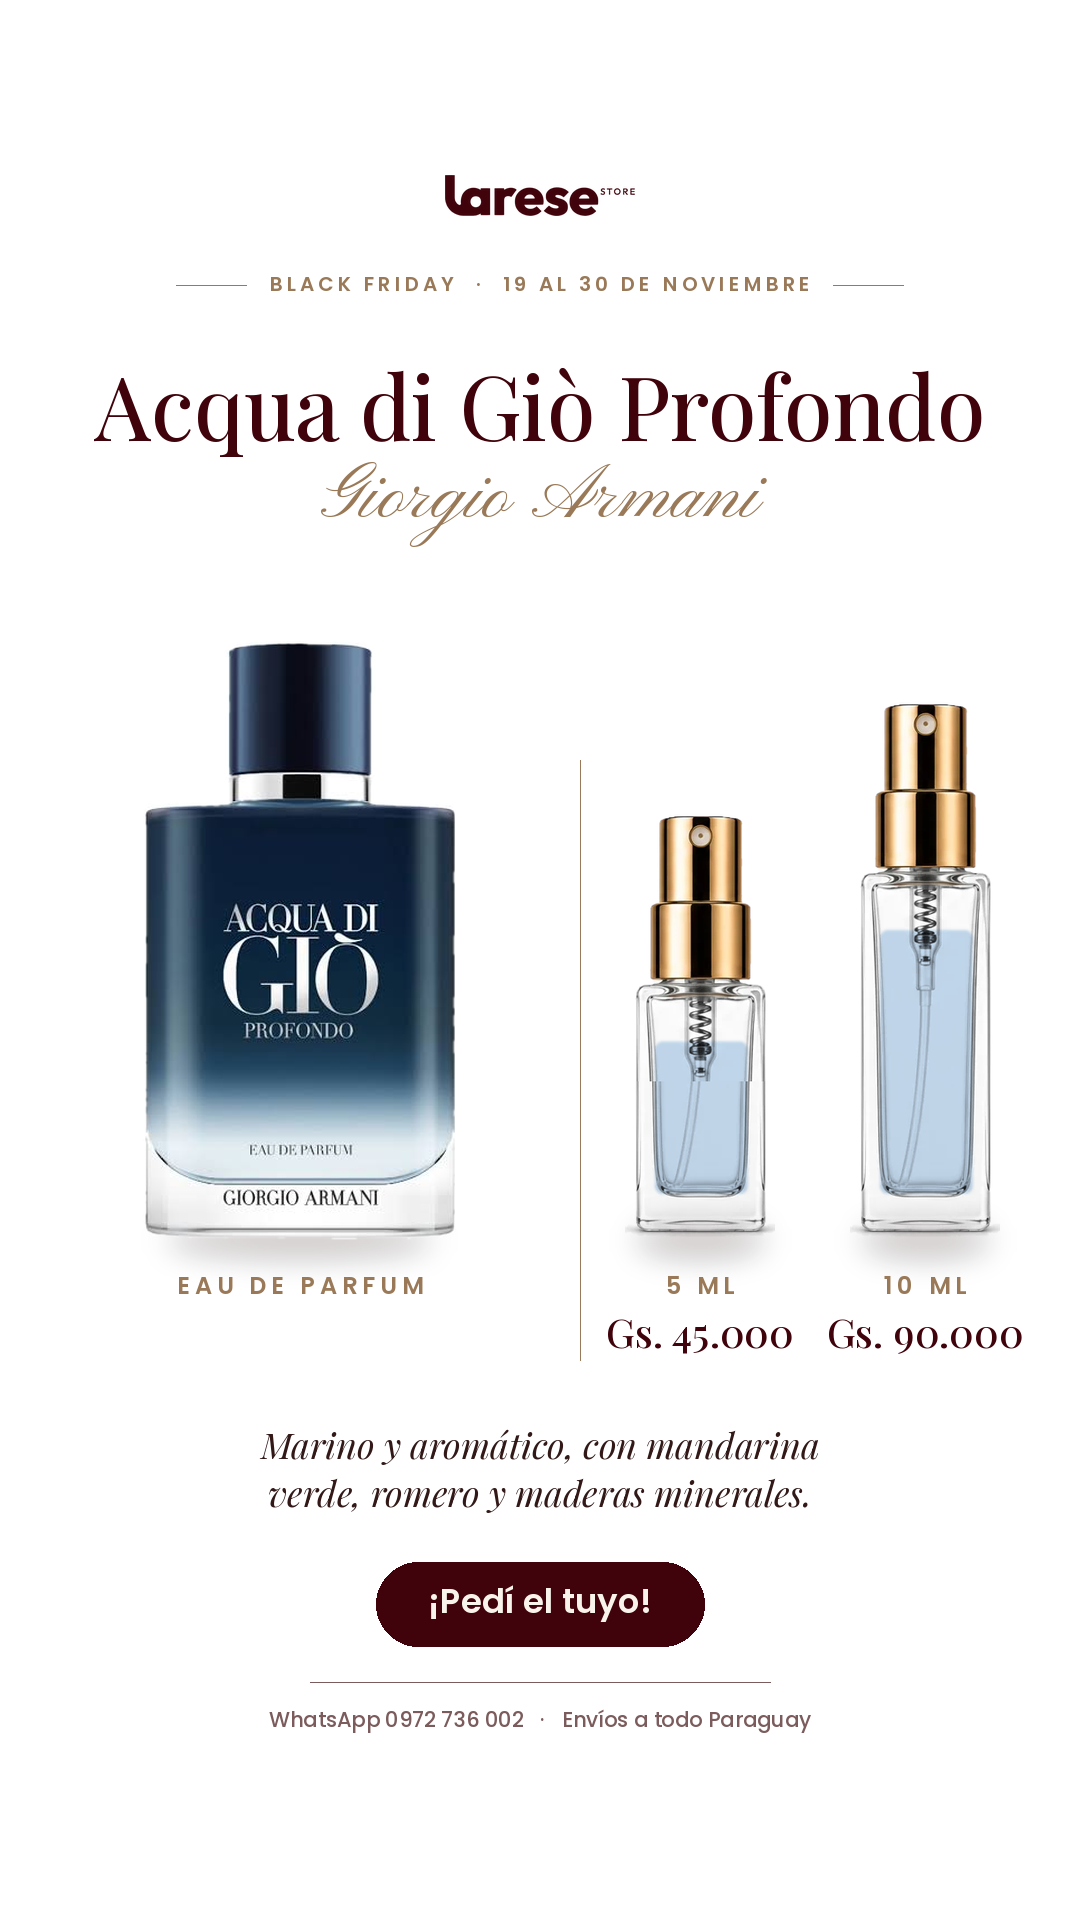 Larese STORE
BLACK FRIDAY · 19 AL 30 DE NOVIEMBRE
Acqua di Giò Profondo
Giorgio Armani
ACQUA DI
GIÒ
PROFONDO
EAU DE PARFUM
GIORGIO ARMANI
EAU DE PARFUM
5 ML
Gs. 45.000
10 ML
Gs. 90.000
Marino y aromático, con mandarina
verde, romero y maderas minerales.
¡Pedí el tuyo!
WhatsApp 0972 736 002 · Envíos a todo Paraguay